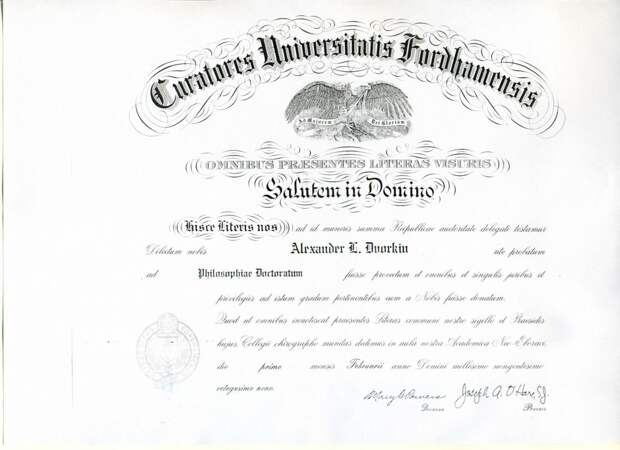 Curatores Universitatis Fordhamensis
Ad Majorem Dei Gloriam
OMNIBUS PRÆSENTES LITERAS VISURIS
Salutem in Domino
Hisce Literis nos ad id muneris summa Reipublicae auctoritate delegati testamur
Dilectum nobis Alexander L. Dvorkin rite probatum
ad Philosophiae Doctoratum fuisse provectum et omnibus et singulis juribus et
privilegiis ad istum gradum pertinentibus eum a Nobis fuisse donatum.
Quod ut omnibus innotescat praesentes Literas communi nostro sigillo et Praesidis
hujus Collegii chirographo munitas dedimus in aula nostra Academica Neo Eboraci
die primo mensis Februarii anno Domini millesimo nongentesimo
octogesimo nono.
Joseph A. O'Hare, S.J.